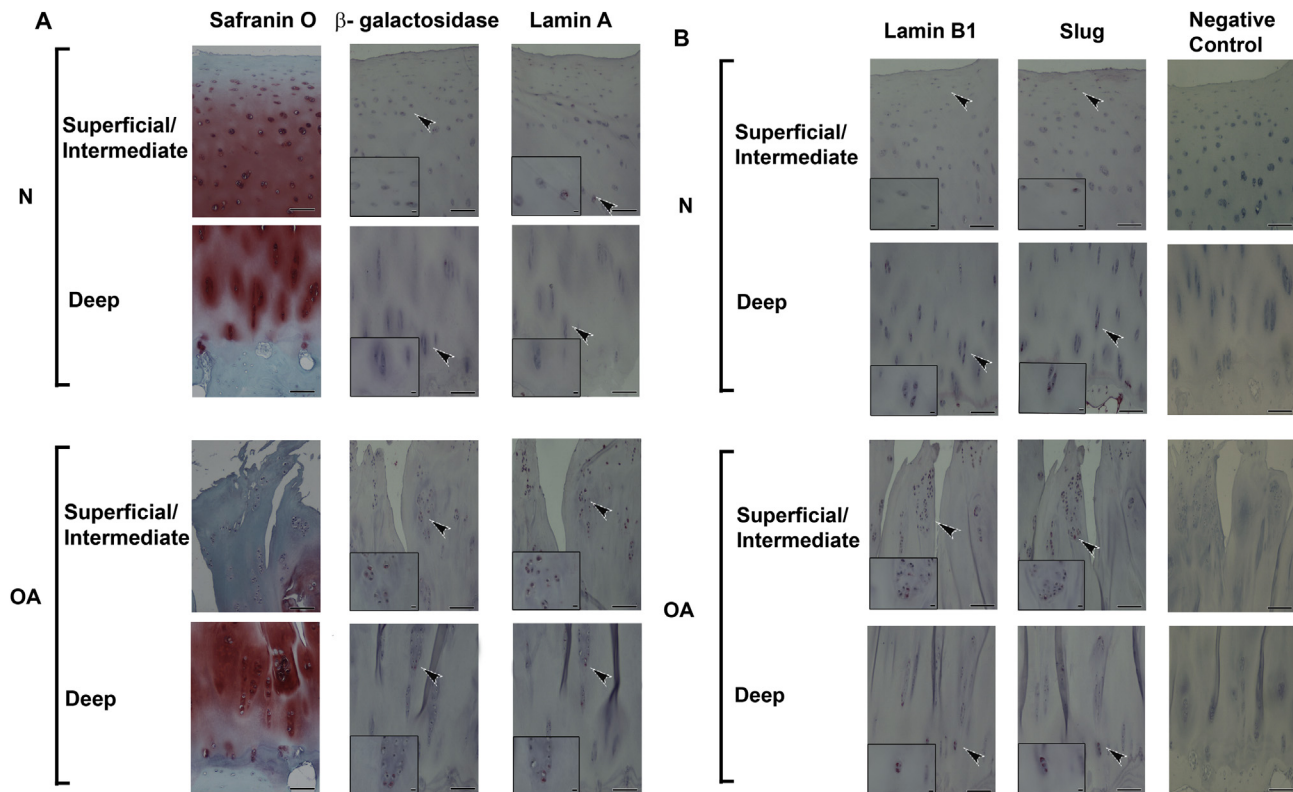 A
Safranin O
β- galactosidase
Lamin A
N
Superficial/
Intermediate
Deep
OA
Superficial/
Intermediate
Deep
B
Lamin B1
Slug
Negative
Control
N
Superficial/
Intermediate
Deep
OA
Superficial/
Intermediate
Deep